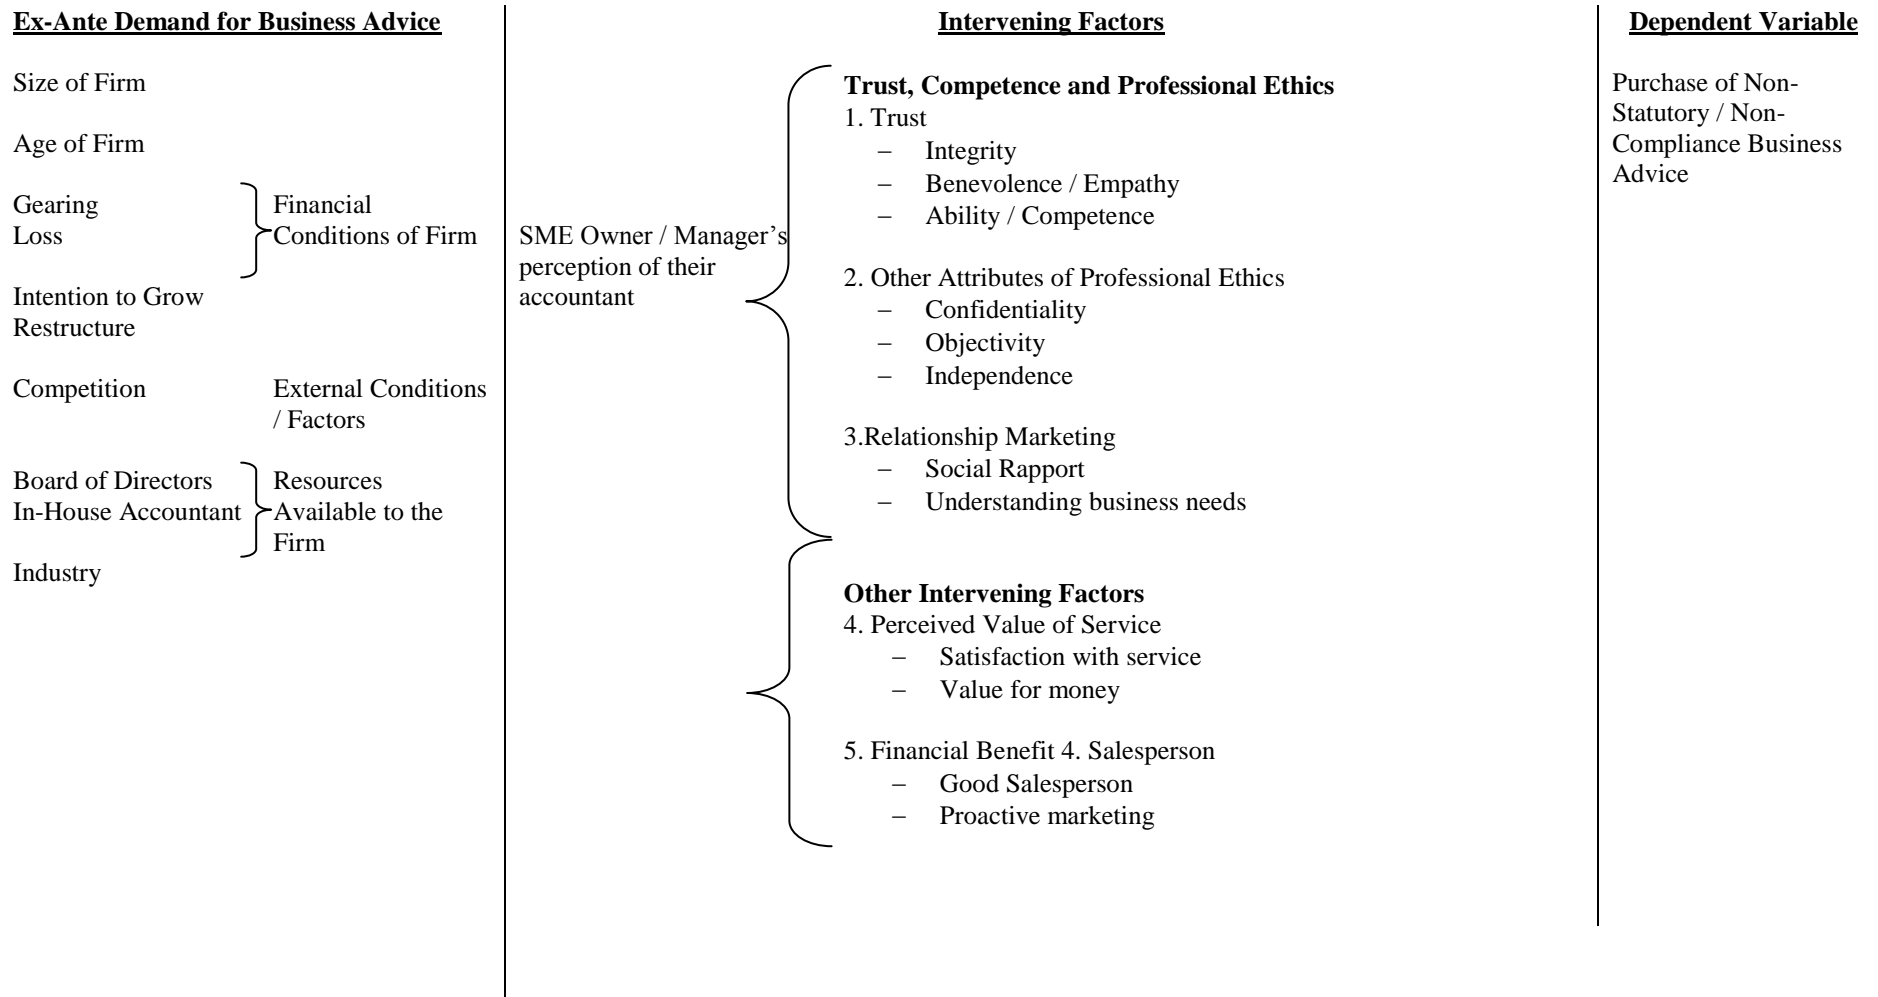 Ex-Ante Demand for Business Advice
Size of Firm
Age of Firm
Gearing
Loss
Financial
Conditions of Firm
Intention to Grow
Restructure
Competition
External Conditions
/ Factors
Board of Directors
In-House Accountant
Resources
Available to the
Firm
Industry
Intervening Factors
SME Owner / Manager’s
perception of their
accountant
Trust, Competence and Professional Ethics
1. Trust
– Integrity
– Benevolence / Empathy
– Ability / Competence
2. Other Attributes of Professional Ethics
– Confidentiality
– Objectivity
– Independence
3.Relationship Marketing
– Social Rapport
– Understanding business needs
Other Intervening Factors
4. Perceived Value of Service
– Satisfaction with service
– Value for money
5. Financial Benefit 4. Salesperson
– Good Salesperson
– Proactive marketing
Dependent Variable
Purchase of Non-
Statutory / Non-
Compliance Business
Advice